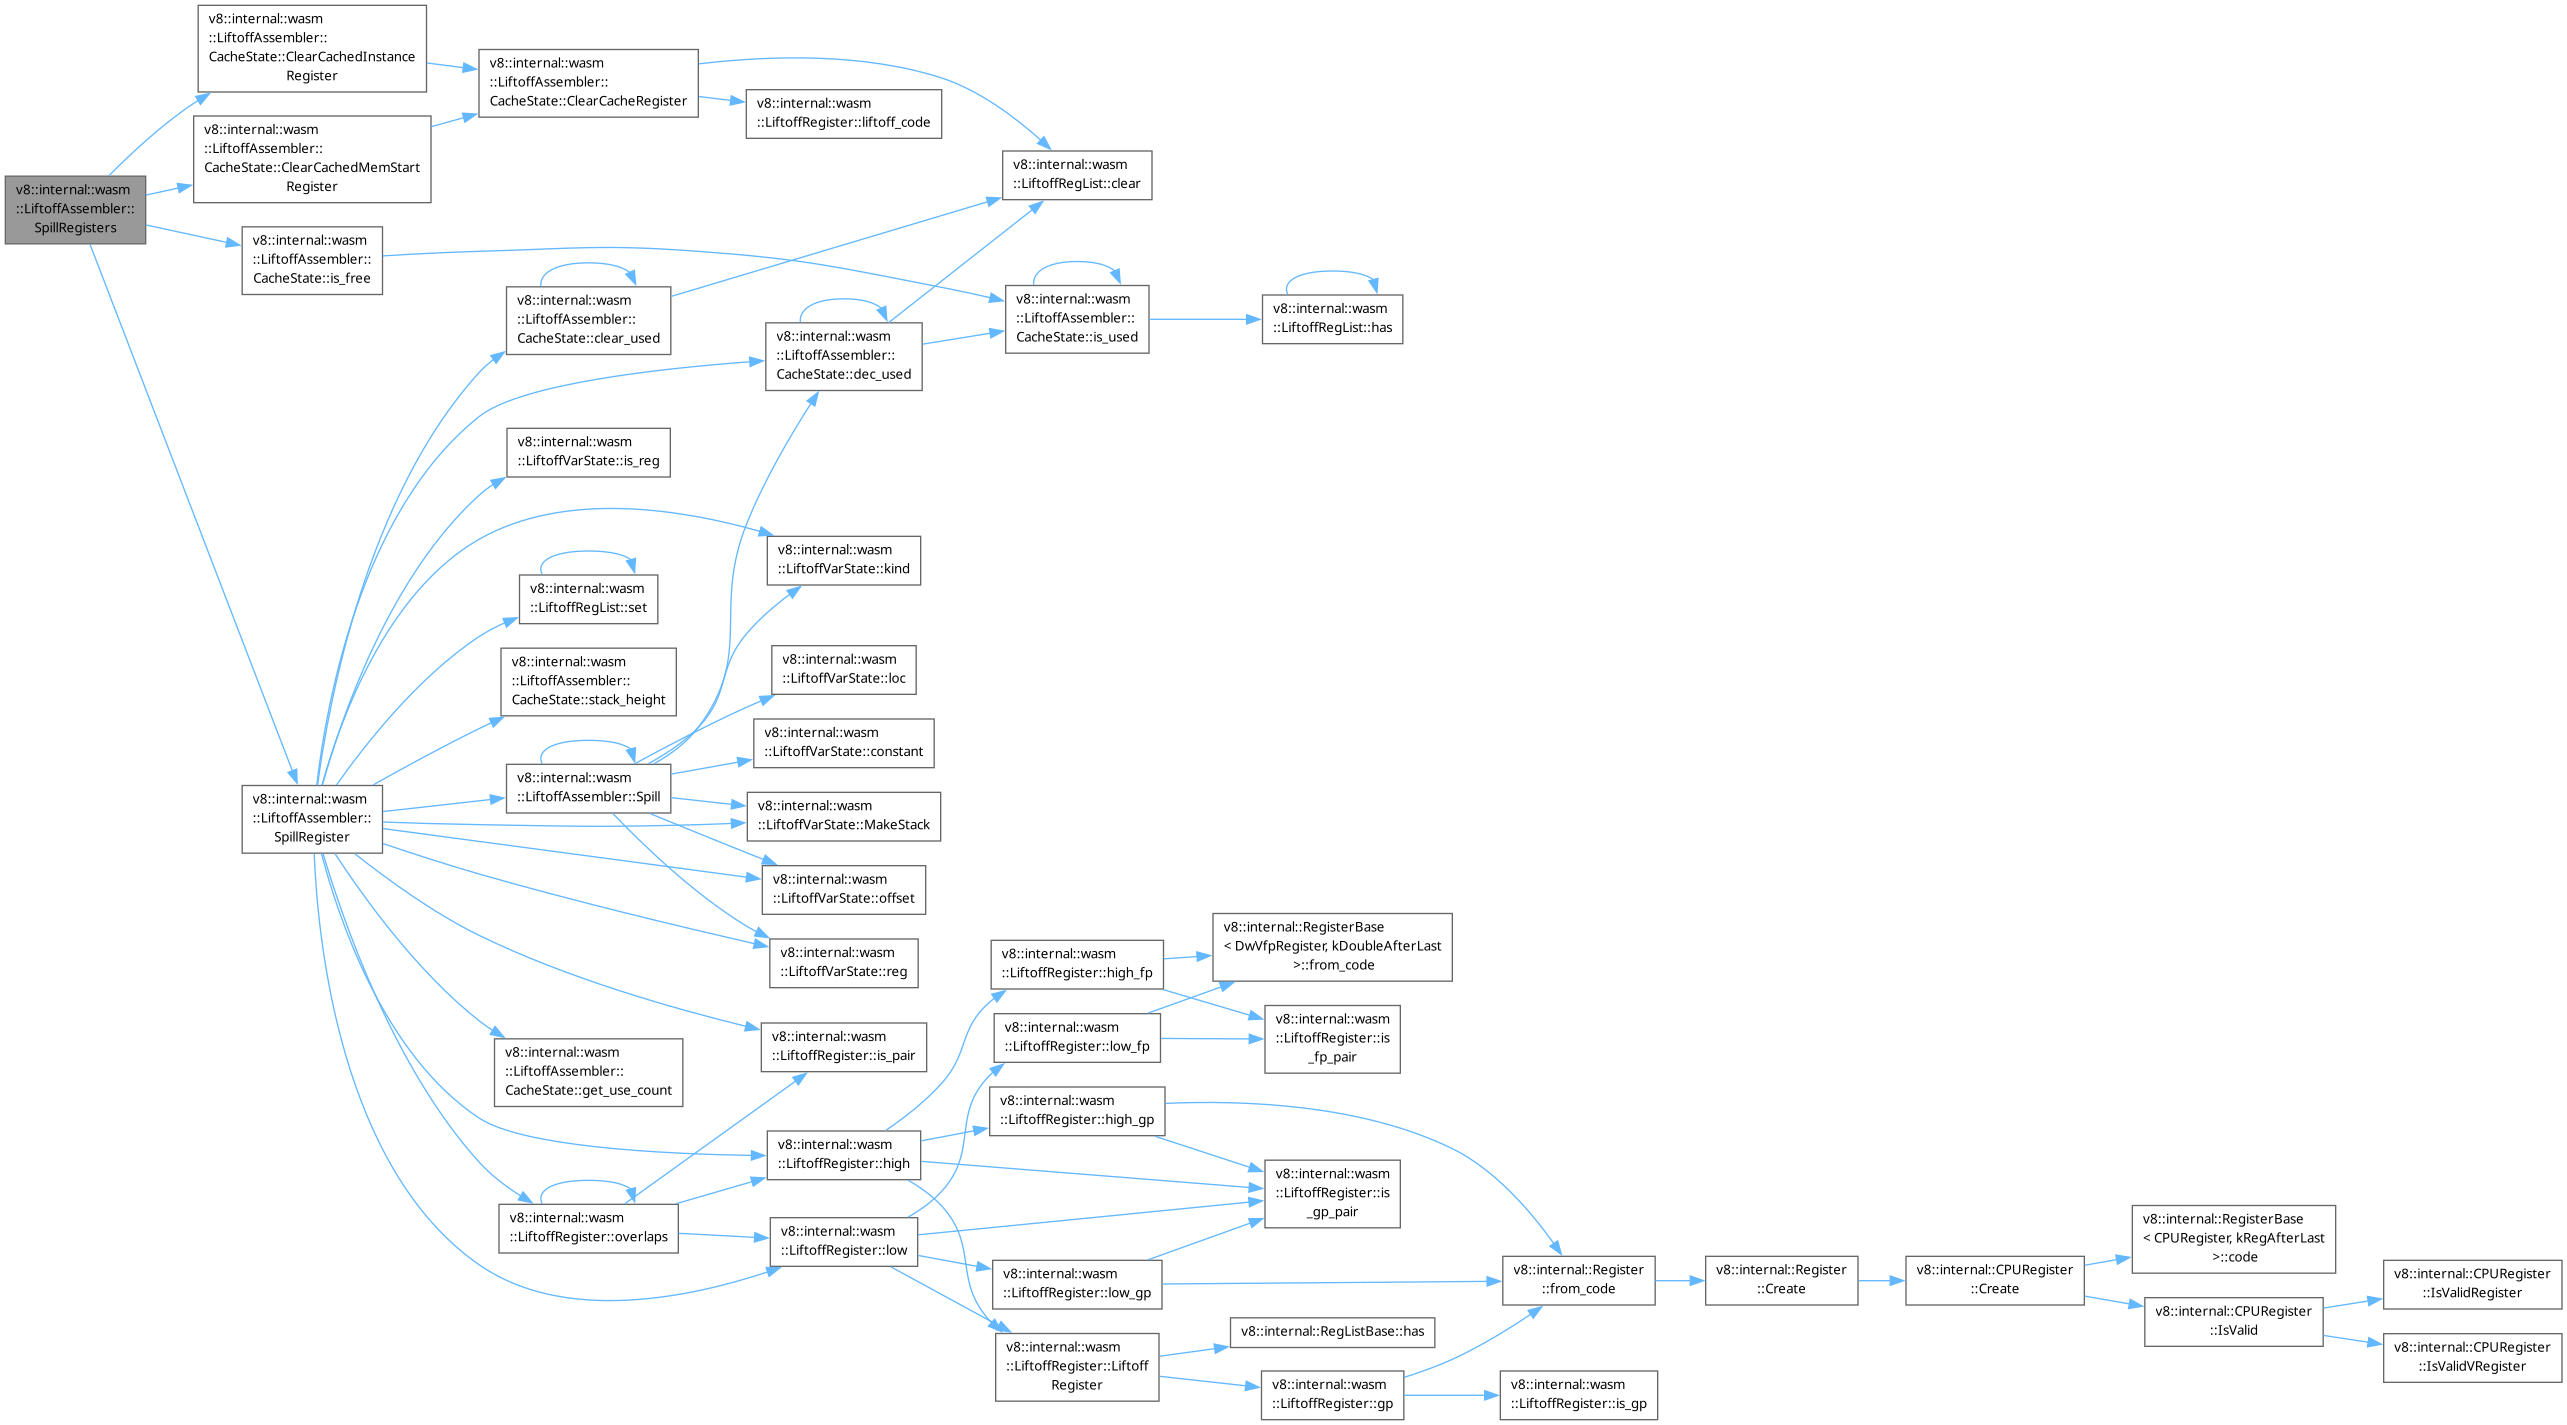 v8::internal::wasm
::LiftoffAssembler::
SpillRegisters
v8::internal::wasm
::LiftoffAssembler::
CacheState::ClearCachedInstance
Register
v8::internal::wasm
::LiftoffAssembler::
CacheState::ClearCacheRegister
v8::internal::wasm
::LiftoffRegList::clear
v8::internal::wasm
::LiftoffRegister::liftoff_code
v8::internal::wasm
::LiftoffAssembler::
CacheState::ClearCachedMemStart
Register
v8::internal::wasm
::LiftoffAssembler::
CacheState::is_free
v8::internal::wasm
::LiftoffAssembler::
CacheState::is_used
v8::internal::wasm
::LiftoffRegList::has
v8::internal::wasm
::LiftoffAssembler::
SpillRegister
v8::internal::wasm
::LiftoffAssembler::
CacheState::clear_used
v8::internal::wasm
::LiftoffAssembler::
CacheState::dec_used
v8::internal::wasm
::LiftoffVarState::is_reg
v8::internal::wasm
::LiftoffVarState::kind
v8::internal::wasm
::LiftoffRegList::set
v8::internal::wasm
::LiftoffAssembler::
CacheState::stack_height
v8::internal::wasm
::LiftoffAssembler::Spill
v8::internal::wasm
::LiftoffVarState::loc
v8::internal::wasm
::LiftoffVarState::constant
v8::internal::wasm
::LiftoffVarState::MakeStack
v8::internal::wasm
::LiftoffVarState::offset
v8::internal::wasm
::LiftoffVarState::reg
v8::internal::wasm
::LiftoffRegister::is_pair
v8::internal::wasm
::LiftoffAssembler::
CacheState::get_use_count
v8::internal::wasm
::LiftoffRegister::high
v8::internal::wasm
::LiftoffRegister::overlaps
v8::internal::wasm
::LiftoffRegister::low
v8::internal::wasm
::LiftoffRegister::high_fp
v8::internal::RegisterBase
< DwVfpRegister, kDoubleAfterLast
>::from_code
v8::internal::wasm
::LiftoffRegister::low_fp
v8::internal::wasm
::LiftoffRegister::is
_fp_pair
v8::internal::wasm
::LiftoffRegister::high_gp
v8::internal::wasm
::LiftoffRegister::is
_gp_pair
v8::internal::wasm
::LiftoffRegister::low_gp
v8::internal::Register
::from_code
v8::internal::Register
::Create
v8::internal::CPURegister
::Create
v8::internal::RegisterBase
< CPURegister, kRegAfterLast
>::code
v8::internal::CPURegister
::IsValid
v8::internal::CPURegister
::IsValidRegister
v8::internal::CPURegister
::IsValidVRegister
v8::internal::wasm
::LiftoffRegister::Liftoff
Register
v8::internal::RegListBase::has
v8::internal::wasm
::LiftoffRegister::gp
v8::internal::wasm
::LiftoffRegister::is_gp